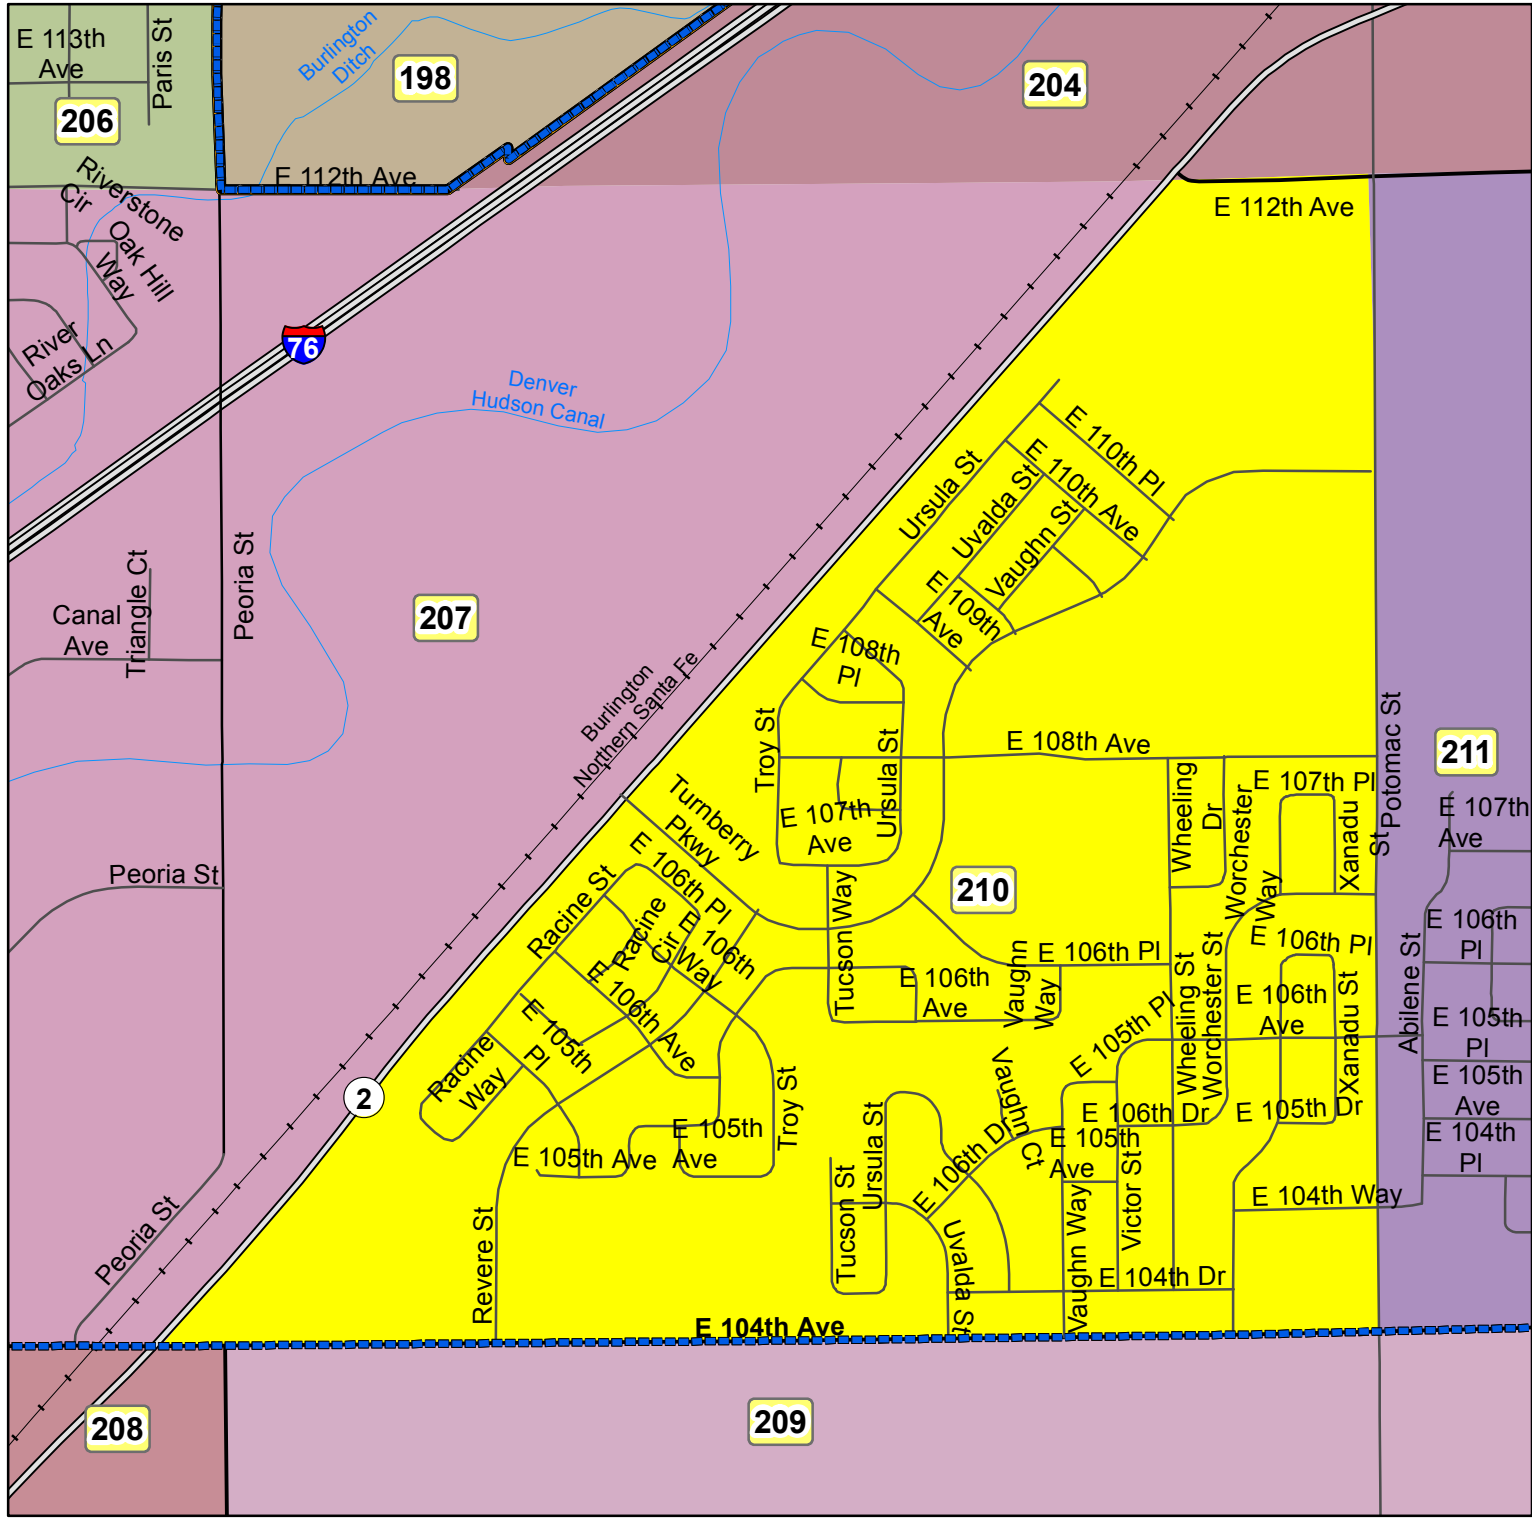 E 113th
Ave
Paris St
206
Burlington
Ditch
198
204
E 112th Ave
E 112th Ave
Riverstone
Cir
Oak Hill
Way
River
Oaks Ln
76
Denver
Hudson Canal
E 110th Pl
E 110th Ave
Ursula St
Uvalda St
Vaughn St
E 109th
Ave
Canal
Ave
Triangle Ct
Peoria St
207
E 108th
Pl
Burlington
Northern Santa Fe
Troy St
Ursula St
E 108th Ave
Potomac St
211
Turnberry
Pkwy
E 107th
Ave
Wheeling
Dr
Worchester
Way
E 107th Pl
Xanadu
St
E 107th
Ave
Peoria St
E 106th Pl
Racine St
Racine
Cir
E 106th
Way
210
Tucson Way
E 106th
Ave
Vaughn
Way
E 106th Pl
E 106th Pl
E 106th
Pl
Wheeling St
Worchester St
E 106th
Ave
Xanadu St
Abilene St
E 106th Ave
E 105th
Pl
Racine
Way
E 105th Pl
E 105th
Pl
2
Troy St
Vaughn Ct
E 105th
Ave
E 106th Dr
E 105th Dr
E 105th Ave
E 105th
Ave
Ursula St
E 106th Dr
E 105th
Ave
E 104th
Pl
Tucson St
Victor St
E 104th Way
Peoria St
Revere St
Uvalda St
Vaughn Way
E 104th Dr
E 104th Ave
208
209